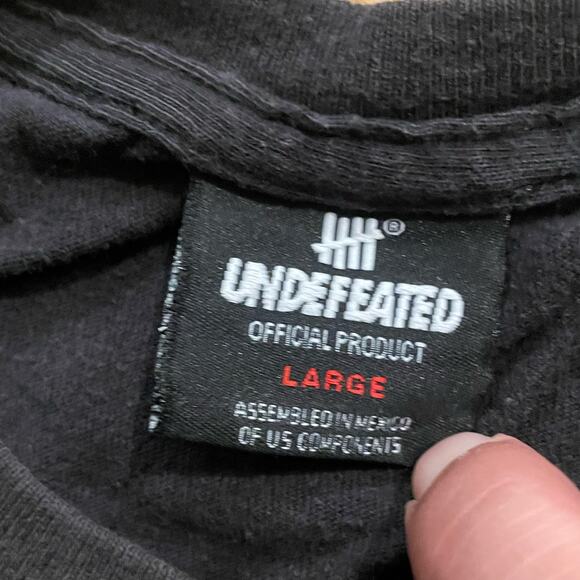 ®
UNDEFEATED
OFFICIAL PRODUCT
LARGE
ASSEMBLED IN MEXICO
OF US COMPONENTS